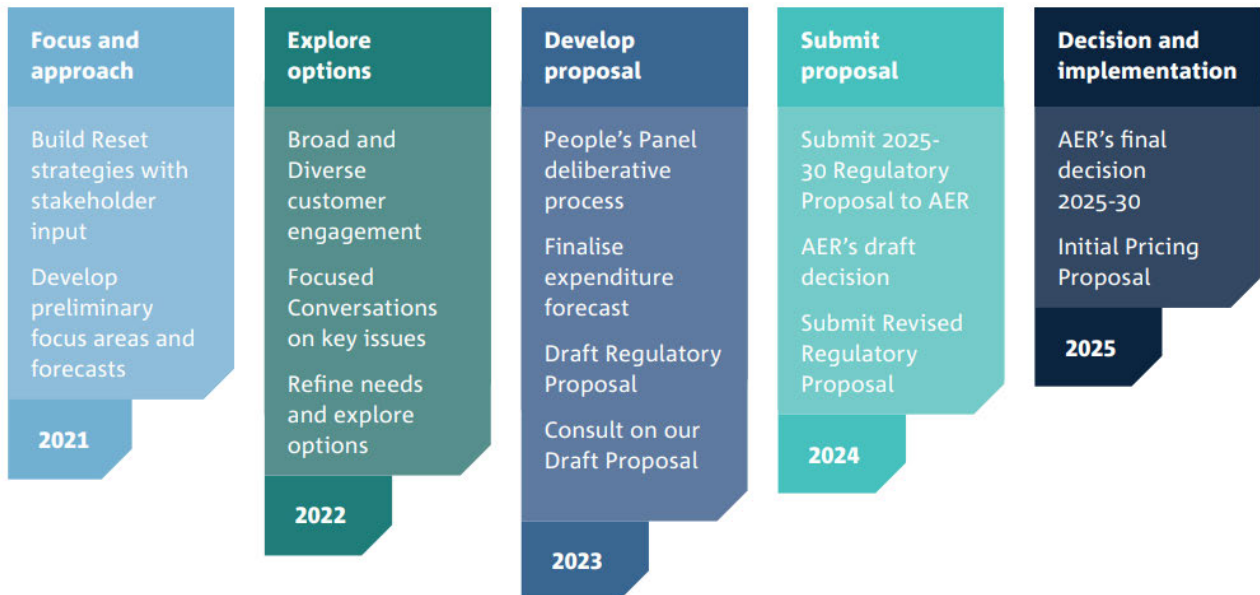 Focus and
approach
Build Reset
strategies with
stakeholder
input
Develop
preliminary
focus areas and
forecasts
2021
Explore
options
Broad and
Diverse
customer
engagement
Focused
Conversations
on key issues
Refine needs
and explore
options
2022
Develop
proposal
People's Panel
deliberative
process
Finalise
expenditure
forecast
Draft Regulatory
Proposal
Consult on our
Draft Proposal
2023
Submit
proposal
Submit 2025-
30 Regulatory
Proposal to AER
AER's draft
decision
Submit Revised
Regulatory
Proposal
2024
Decision and
implementation
AER's final
decision
2025-30
Initial Pricing
Proposal
2025